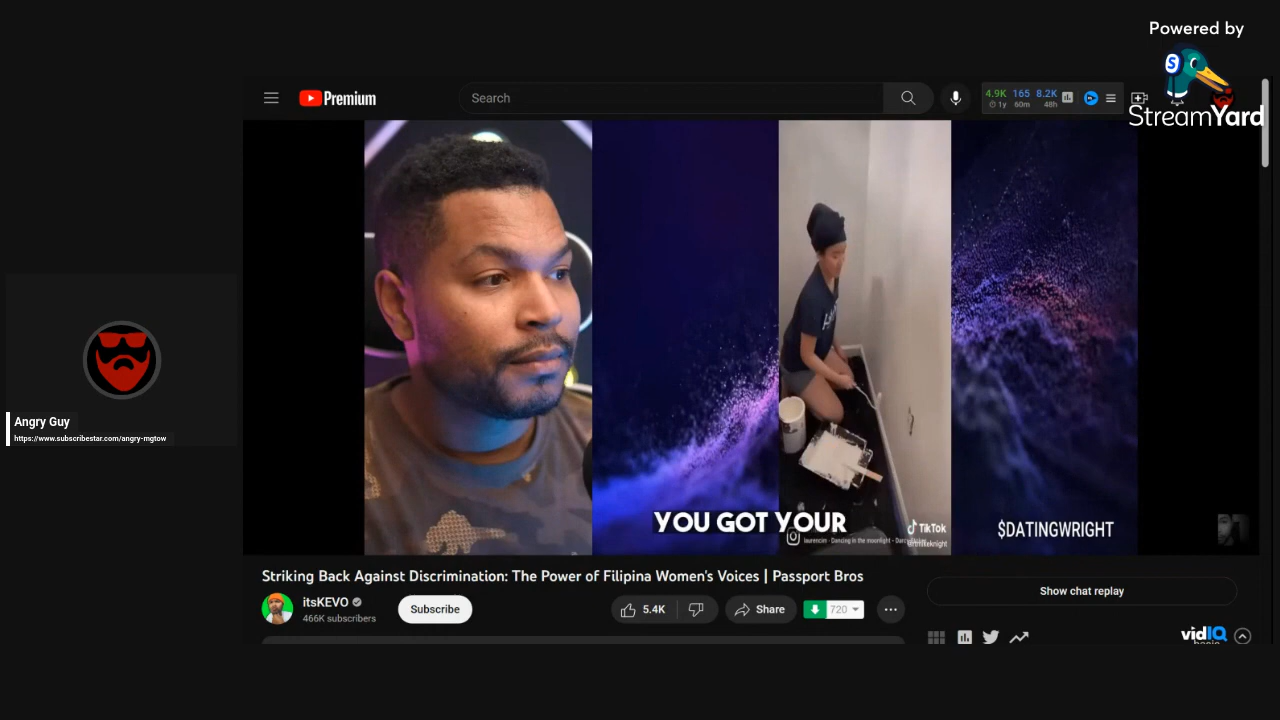 Powered by
StreamYard
Premium
Search
4.9K 165 8.2K
1y 60m 48h
YOU GOT YOUR
TikTok
$DATINGWRIGHT
Angry Guy
https://www.subscribestar.com/angry-mgtow
Striking Back Against Discrimination: The Power of Filipina Women's Voices | Passport Bros
itsKEVO
466K subscribers
Subscribe
5.4K
Share
720
Show chat replay
vidIQ